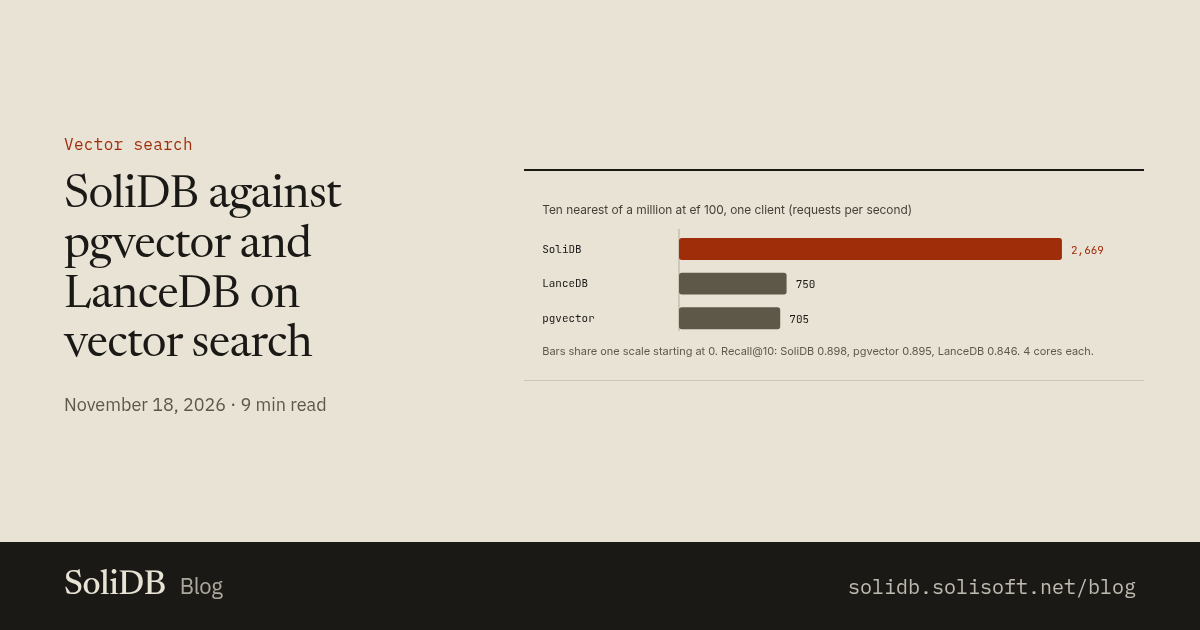 Vector search
SoliDB against
pgvector and
LanceDB on
vector search
November 18, 2026 · 9 min read
Ten nearest of a million at ef 100, one client (requests per second)
SoliDB 2,669
LanceDB 750
pgvector 705
Bars share one scale starting at 0. Recall@10: SoliDB 0.898, pgvector 0.895, LanceDB 0.846. 4 cores each.
SoliDB Blog
solidb.solisoft.net/blog